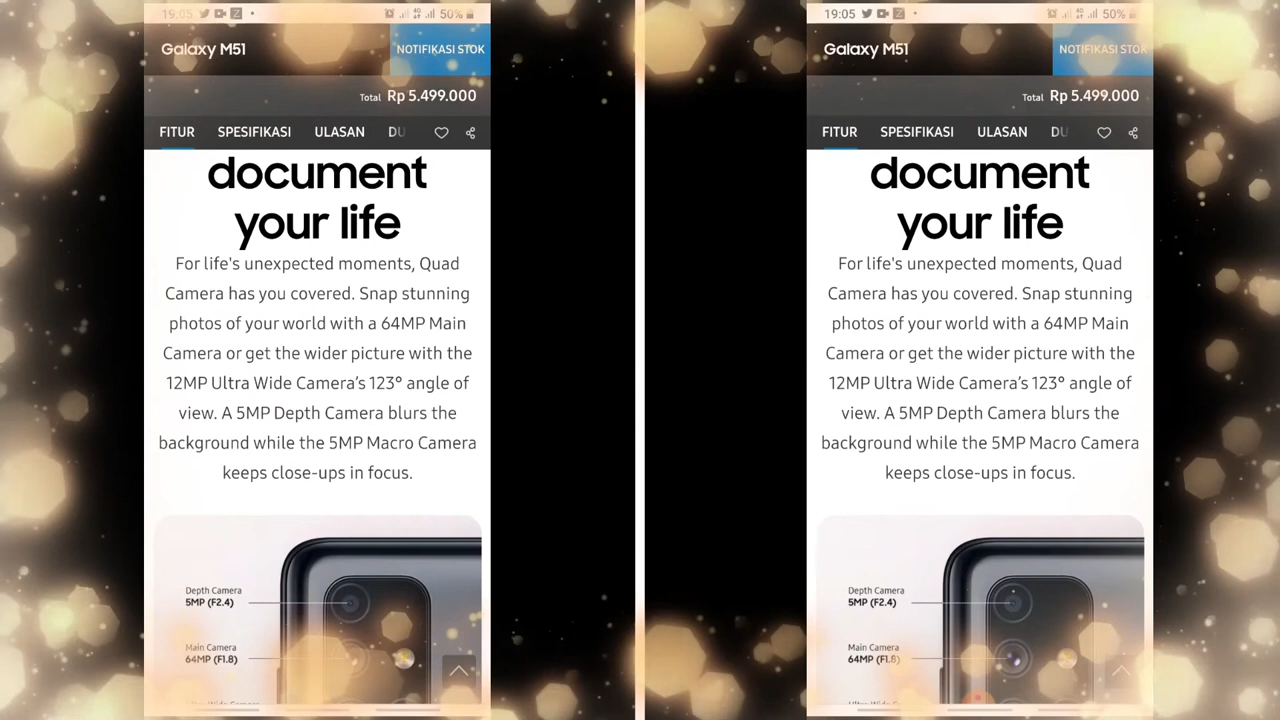 19:05
50%
Galaxy M51
NOTIFIKASI STOK
Total Rp 5.499.000
FITUR SPESIFIKASI ULASAN DU
document
your life
For life's unexpected moments, Quad
Camera has you covered. Snap stunning
photos of your world with a 64MP Main
Camera or get the wider picture with the
12MP Ultra Wide Camera's 123° angle of
view. A 5MP Depth Camera blurs the
background while the 5MP Macro Camera
keeps close-ups in focus.
Depth Camera
5MP (F2.4)
Main Camera
64MP (F1.8)
19:05
50%
Galaxy M51
NOTIFIKASI STOK
Total Rp 5.499.000
FITUR SPESIFIKASI ULASAN DU
document
your life
For life's unexpected moments, Quad
Camera has you covered. Snap stunning
photos of your world with a 64MP Main
Camera or get the wider picture with the
12MP Ultra Wide Camera's 123° angle of
view. A 5MP Depth Camera blurs the
background while the 5MP Macro Camera
keeps close-ups in focus.
Depth Camera
5MP (F2.4)
Main Camera
64MP (F1.8)